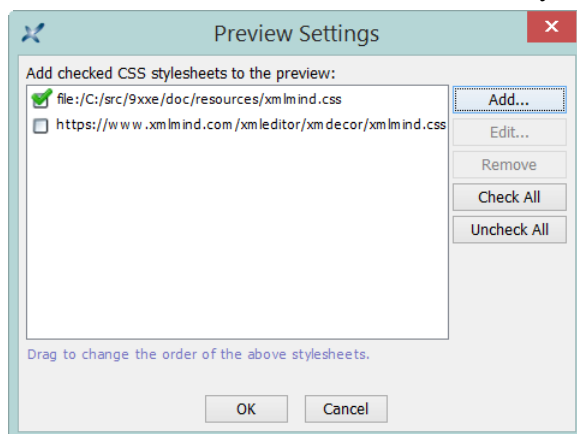 Preview Settings
Add checked CSS stylesheets to the preview:
file:/C:/src/9xxe/doc/resources/xmlmind.css
https://www.xmlmind.com/xmleditor/xmdecor/xmlmind.css
Add...
Edit...
Remove
Check All
Uncheck All
Drag to change the order of the above stylesheets.
OK
Cancel